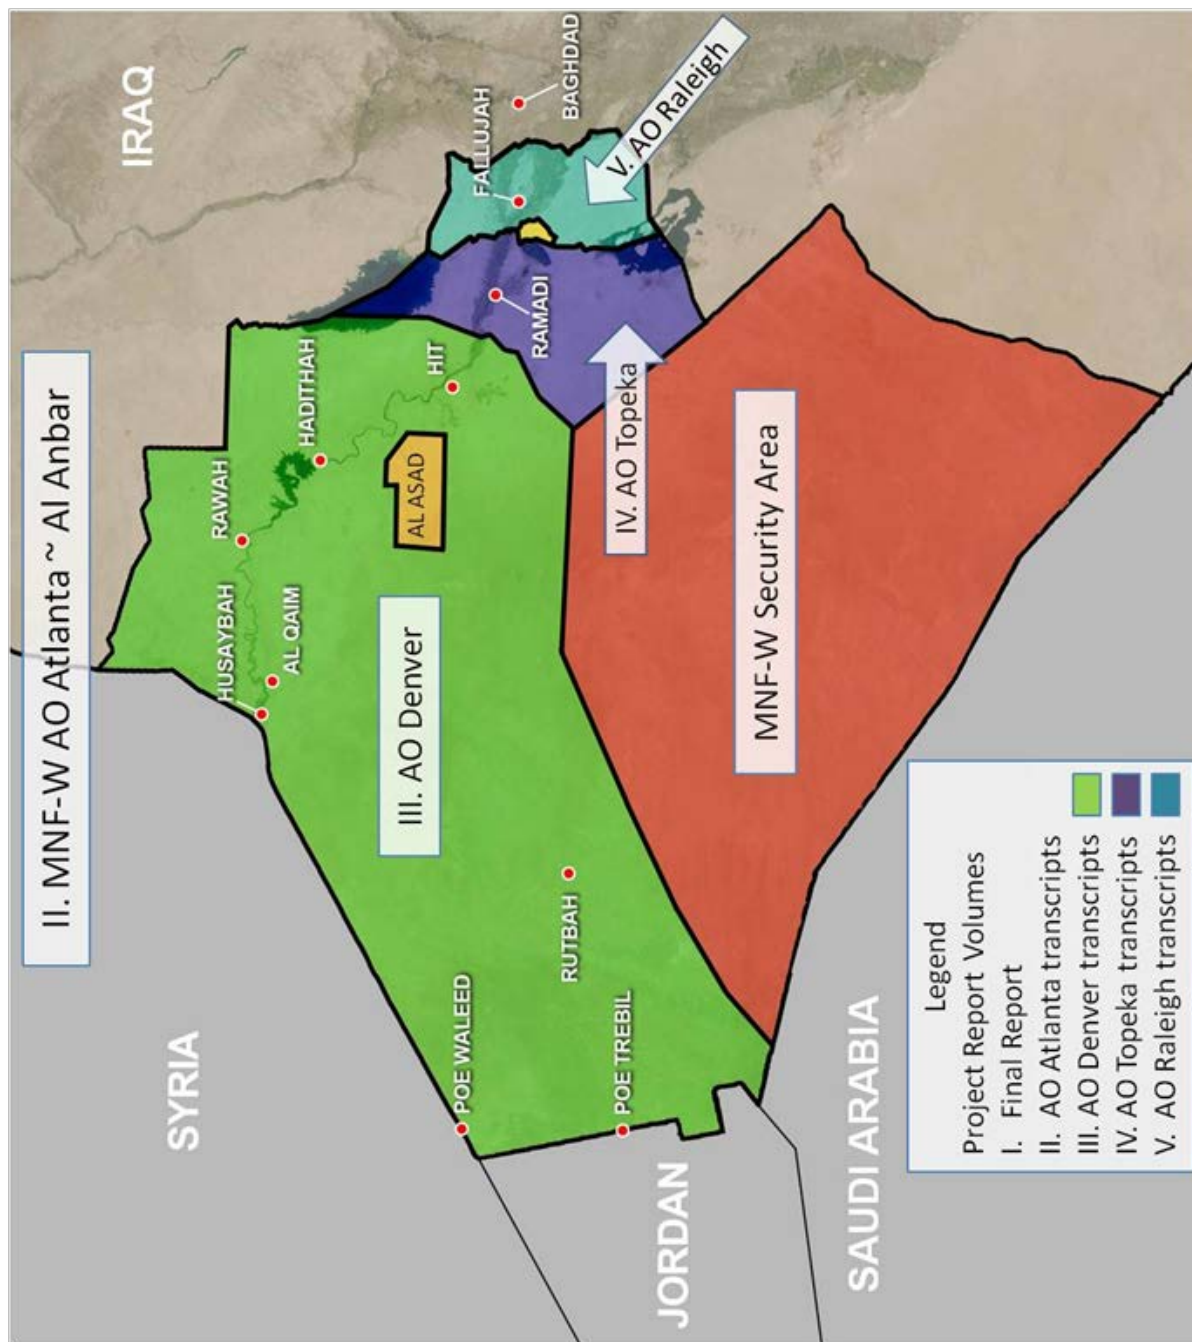 II. MNF-W AO Atlanta ~ Al Anbar
IRAQ
SYRIA
HUSAYBAH
RAWAH
AL QAIM
HADITHAH
AL ASAD
HIT
FALLUJAH
BAGHDAD
RAMADI
III. AO Denver
POE WALEED
RUTBAH
POE TREBIL
IV. AO Topeka
V. AO Raleigh
MNF-W Security Area
JORDAN
SAUDI ARABIA
Legend
Project Report Volumes
I. Final Report
II. AO Atlanta transcripts
III. AO Denver transcripts
IV. AO Topeka transcripts
V. AO Raleigh transcripts